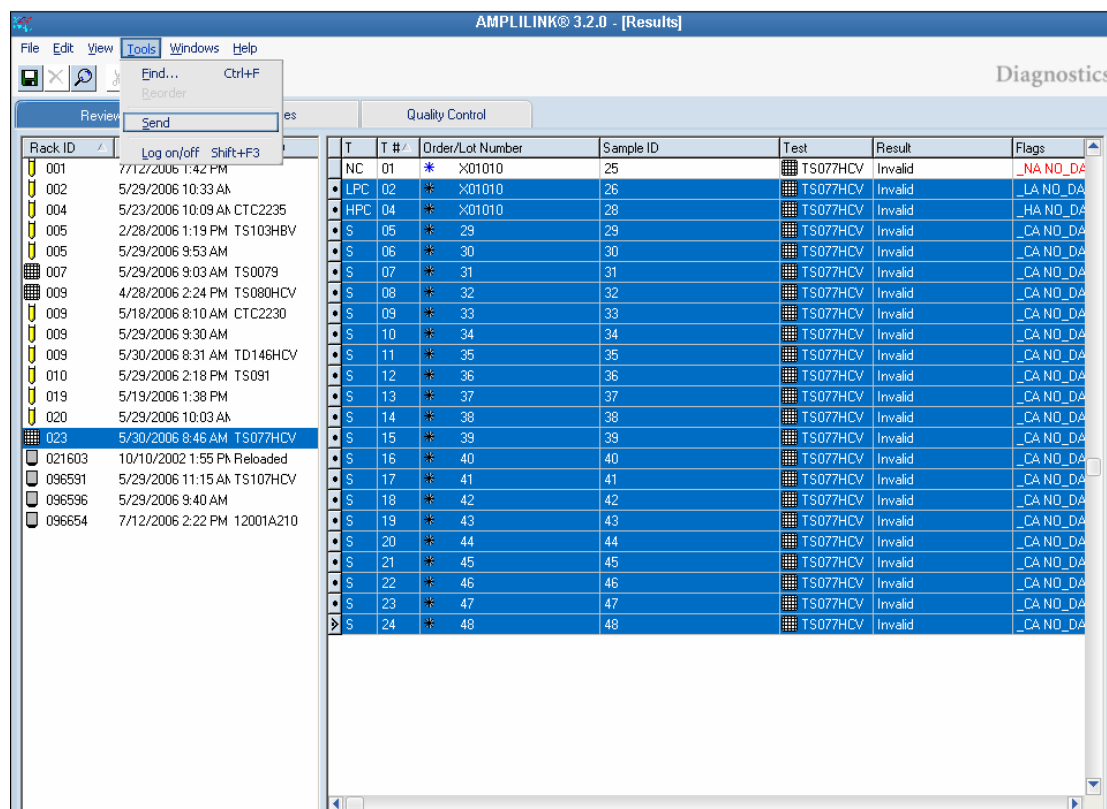 AMPLILINK® 3.2.0 - [Results]
File Edit View Tools Windows Help
Find... Ctrl+F
Reorder
Send
Log on/off Shift+F3
Diagnostics
Review es Quality Control
Rack ID
001 7/12/2006 1:42 PM
002 5/29/2006 10:33 AM
004 5/23/2006 10:09 AM CTC2235
005 2/28/2006 1:19 PM TS103HBV
005 5/29/2006 9:53 AM
007 5/29/2006 9:03 AM TS0079
009 4/28/2006 2:24 PM TS080HCV
009 5/18/2006 8:10 AM CTC2230
009 5/29/2006 9:30 AM
009 5/30/2006 8:31 AM TD146HCV
010 5/29/2006 2:18 PM TS091
019 5/19/2006 1:38 PM
020 5/29/2006 10:03 AM
023 5/30/2006 8:46 AM TS077HCV
021603 10/10/2002 1:55 PM Reloaded
096591 5/29/2006 11:15 AM TS107HCV
096596 5/29/2006 9:40 AM
096654 7/12/2006 2:22 PM 12001A210
T T # Order/Lot Number Sample ID Test Result Flags
NC 01 * X01010 25 TS077HCV Invalid _NA NO_DA
LPC 02 * X01010 26 TS077HCV Invalid _LA NO_DA
HPC 04 * X01010 28 TS077HCV Invalid _HA NO_DA
S 05 * 29 29 TS077HCV Invalid _CA NO_DA
S 06 * 30 30 TS077HCV Invalid _CA NO_DA
S 07 * 31 31 TS077HCV Invalid _CA NO_DA
S 08 * 32 32 TS077HCV Invalid _CA NO_DA
S 09 * 33 33 TS077HCV Invalid _CA NO_DA
S 10 * 34 34 TS077HCV Invalid _CA NO_DA
S 11 * 35 35 TS077HCV Invalid _CA NO_DA
S 12 * 36 36 TS077HCV Invalid _CA NO_DA
S 13 * 37 37 TS077HCV Invalid _CA NO_DA
S 14 * 38 38 TS077HCV Invalid _CA NO_DA
S 15 * 39 39 TS077HCV Invalid _CA NO_DA
S 16 * 40 40 TS077HCV Invalid _CA NO_DA
S 17 * 41 41 TS077HCV Invalid _CA NO_DA
S 18 * 42 42 TS077HCV Invalid _CA NO_DA
S 19 * 43 43 TS077HCV Invalid _CA NO_DA
S 20 * 44 44 TS077HCV Invalid _CA NO_DA
S 21 * 45 45 TS077HCV Invalid _CA NO_DA
S 22 * 46 46 TS077HCV Invalid _CA NO_DA
S 23 * 47 47 TS077HCV Invalid _CA NO_DA
S 24 * 48 48 TS077HCV Invalid _CA NO_DA